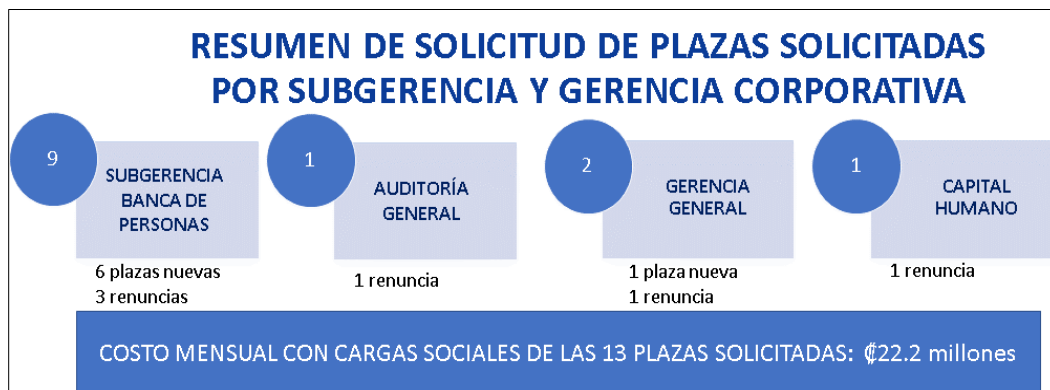 RESUMEN DE SOLICITUD DE PLAZAS SOLICITADAS
POR SUBGERENCIA Y GERENCIA CORPORATIVA
9
SUBGERENCIA
BANCA DE
PERSONAS
6 plazas nuevas
3 renuncias
1
AUDITORÍA
GENERAL
1 renuncia
2
GERENCIA
GENERAL
1 plaza nueva
1 renuncia
1
CAPITAL
HUMANO
1 renuncia
COSTO MENSUAL CON CARGAS SOCIALES DE LAS 13 PLAZAS SOLICITADAS: ₡22.2 millones